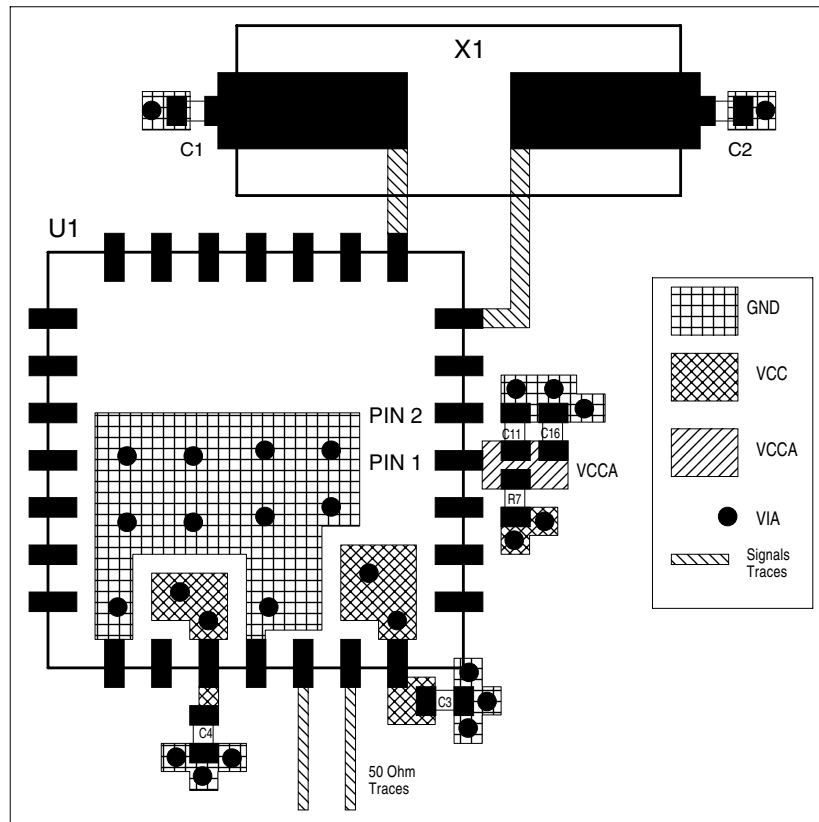 X1
C1
C2
U1
GND
VCC
VCCA
VIA
Signals
Traces
PIN 2
PIN 1
C11
C16
VCCA
R7
C3
C4
50 Ohm
Traces